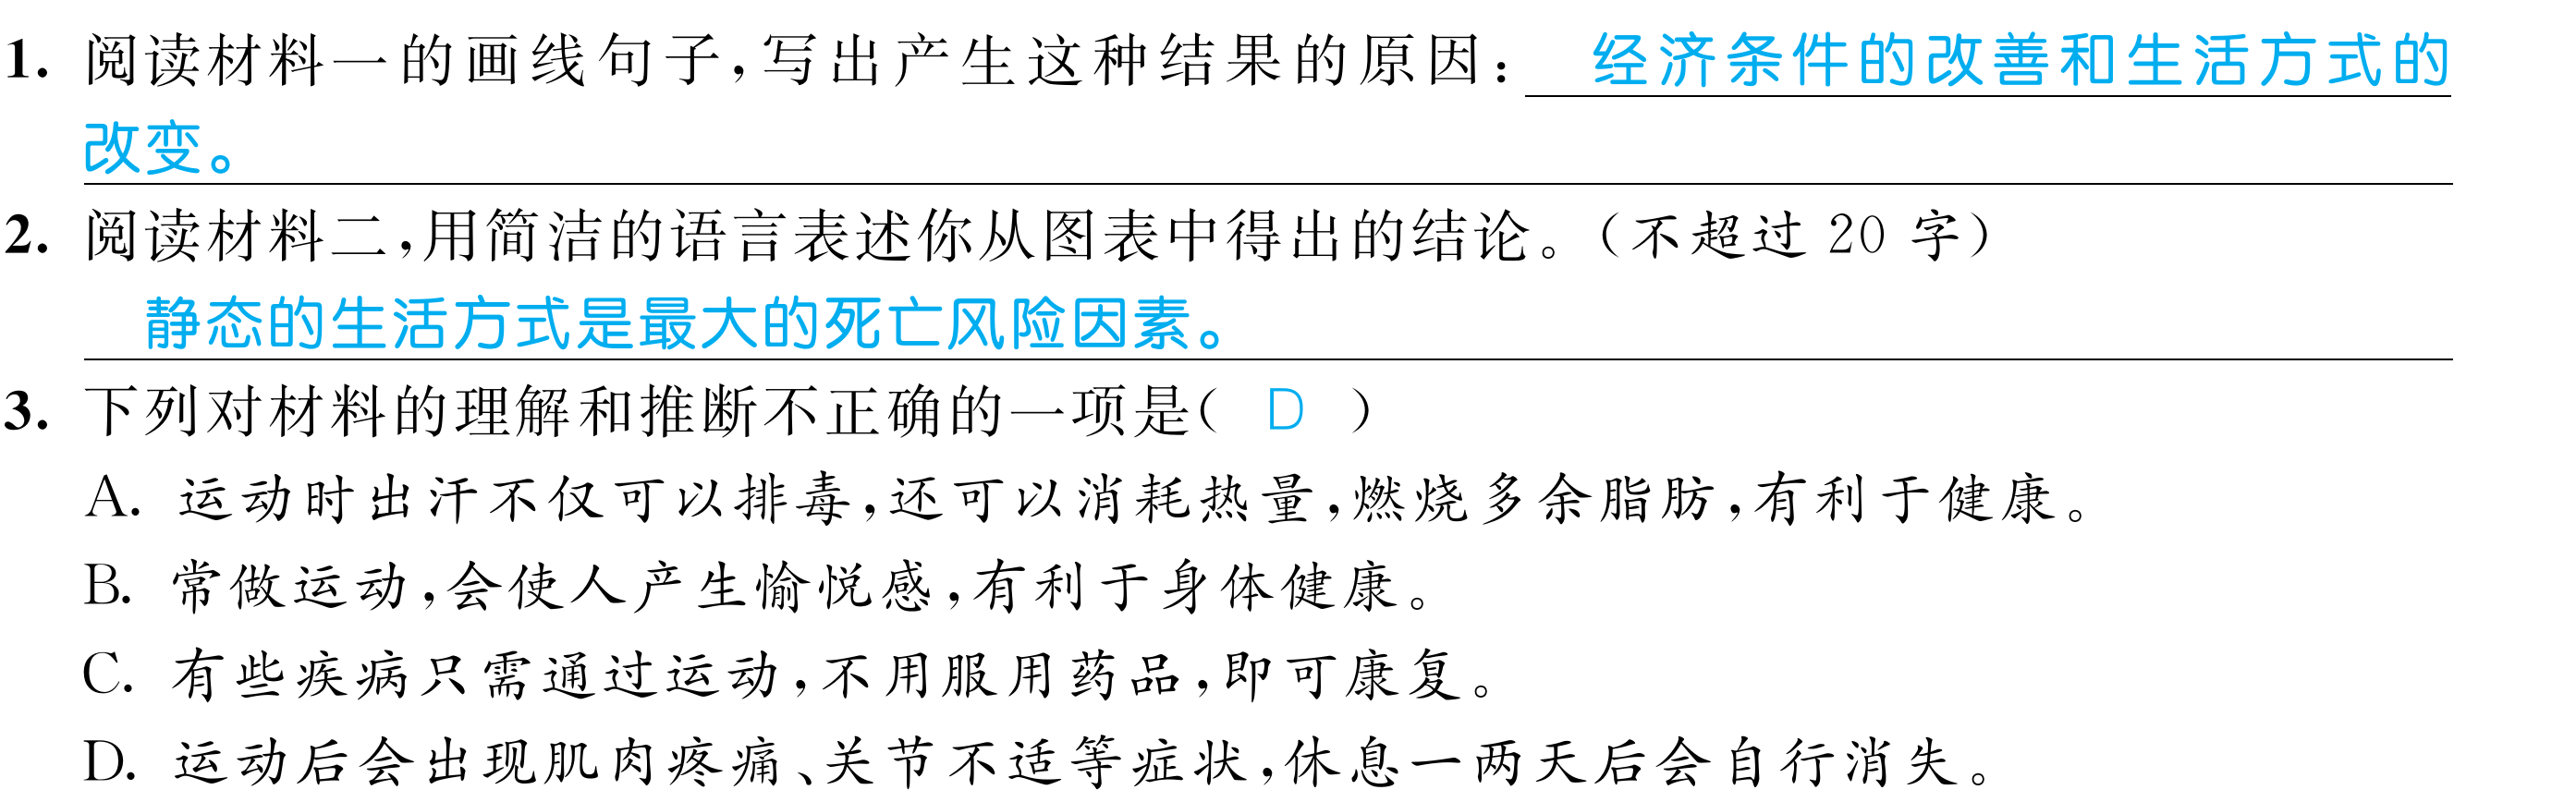 1. 阅读材料一的画线句子,写出产生这种结果的原因: 经济条件的改善和生活方式的
改变。
2. 阅读材料二,用简洁的语言表述你从图表中得出的结论。(不超过 20 字)
静态的生活方式是最大的死亡风险因素。
3. 下列对材料的理解和推断不正确的一项是( D )
A. 运动时出汗不仅可以排毒,还可以消耗热量,燃烧多余脂肪,有利于健康。
B. 常做运动,会使人产生愉悦感,有利于身体健康。
C. 有些疾病只需通过运动,不用服用药品,即可康复。
D. 运动后会出现肌肉疼痛、关节不适等症状,休息一两天后会自行消失。